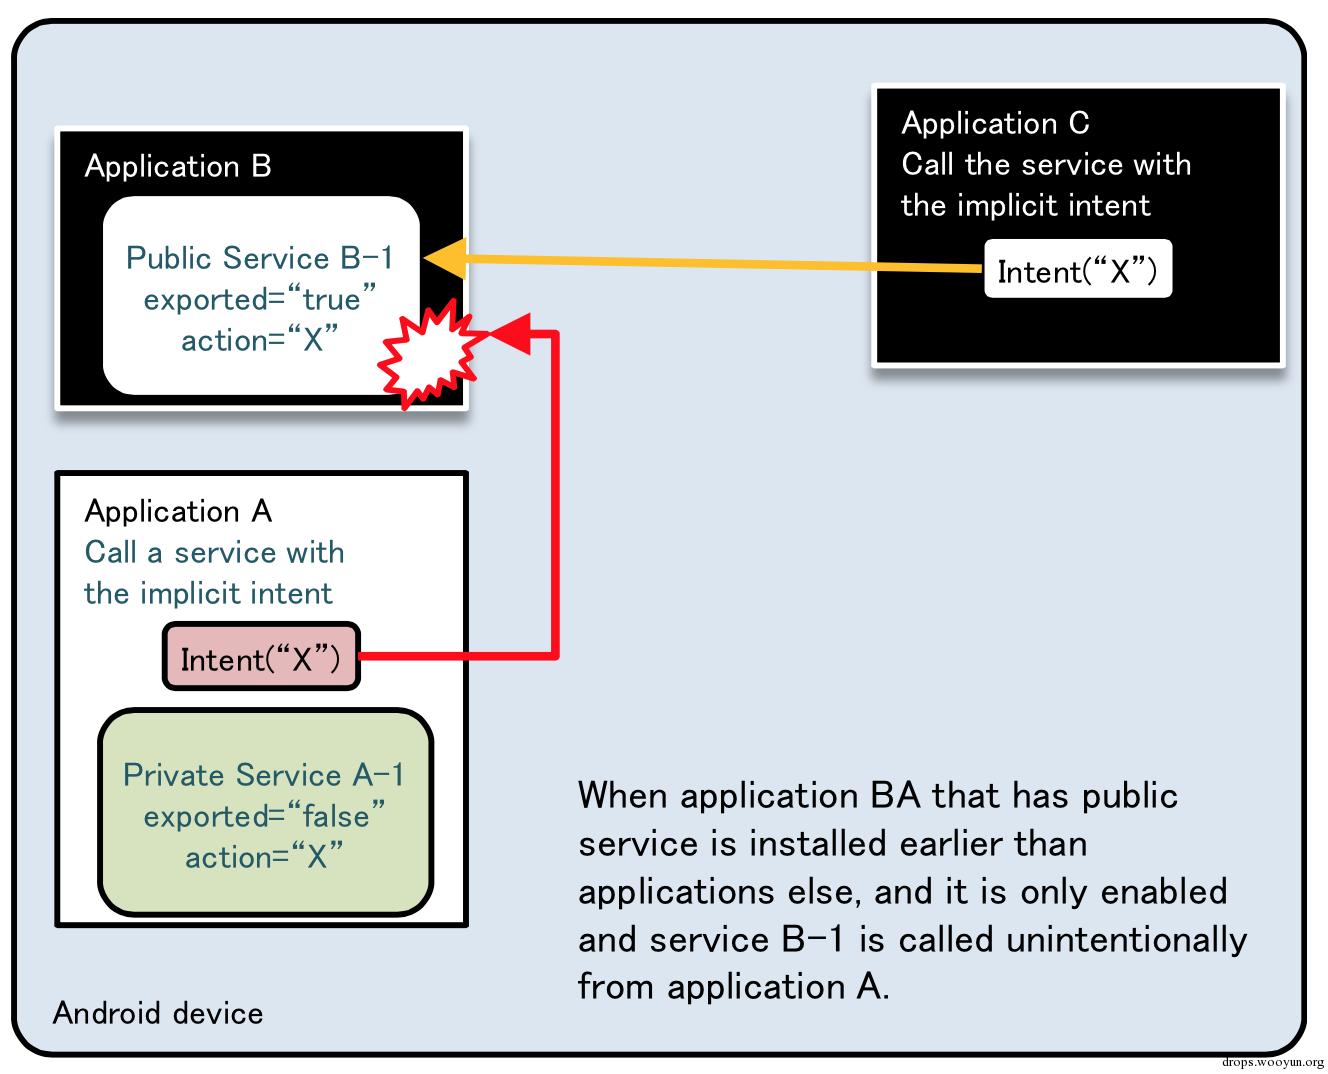 Application B
Public Service B-1
exported=“true”
action=“X”
Application C
Call the service with
the implicit intent
Intent(“X”)
Application A
Call a service with
the implicit intent
Intent(“X”)
Private Service A-1
exported=“false”
action=“X”
When application BA that has public
service is installed earlier than
applications else, and it is only enabled
and service B-1 is called unintentionally
from application A.
Android device
drops.wooyun.org